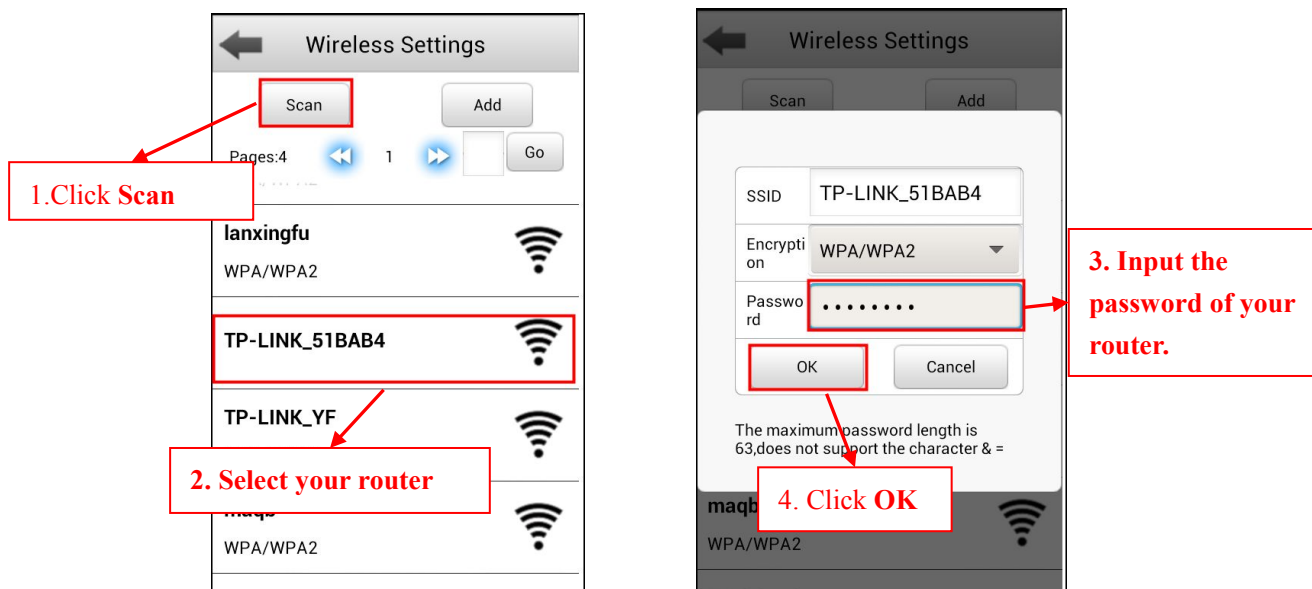 Wireless Settings
Scan
Add
Pages:4
1
Go
1.Click Scan
lanxingfu
WPA/WPA2
TP-LINK_51BAB4
TP-LINK_YF
2. Select your router
WPA/WPA2
Wireless Settings
Scan
Add
SSID
TP-LINK_51BAB4
Encrypti
on
WPA/WPA2
Passwo
rd
3. Input the
password of your
router.
OK
Cancel
The maximum password length is
63,does not support the character & =
4. Click OK
maqb
WPA/WPA2